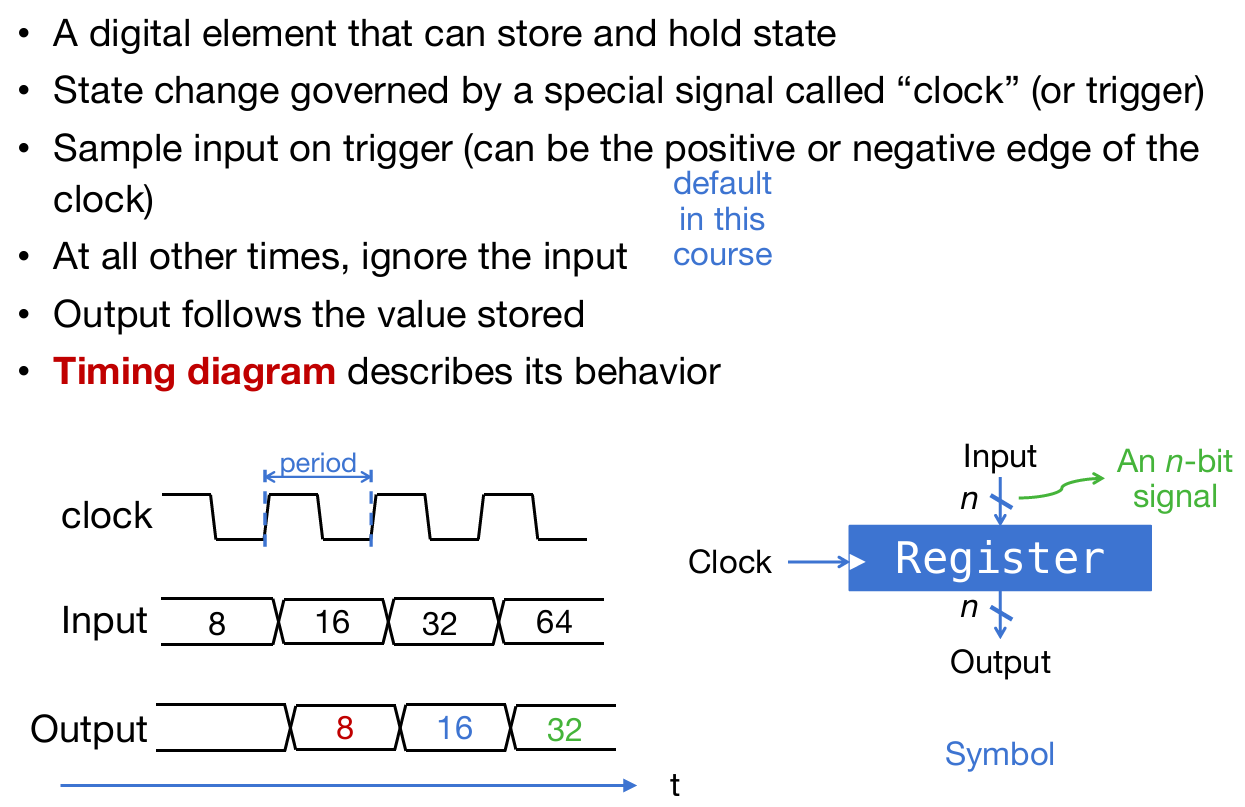 • A digital element that can store and hold state
• State change governed by a special signal called “clock” (or trigger)
• Sample input on trigger (can be the positive or negative edge of the
clock)
default
in this
course
• At all other times, ignore the input
• Output follows the value stored
• Timing diagram describes its behavior
period
clock
Input 8 16 32 64
Output 8 16 32
t
Input
n
An n-bit
signal
Clock
Register
n
Output
Symbol